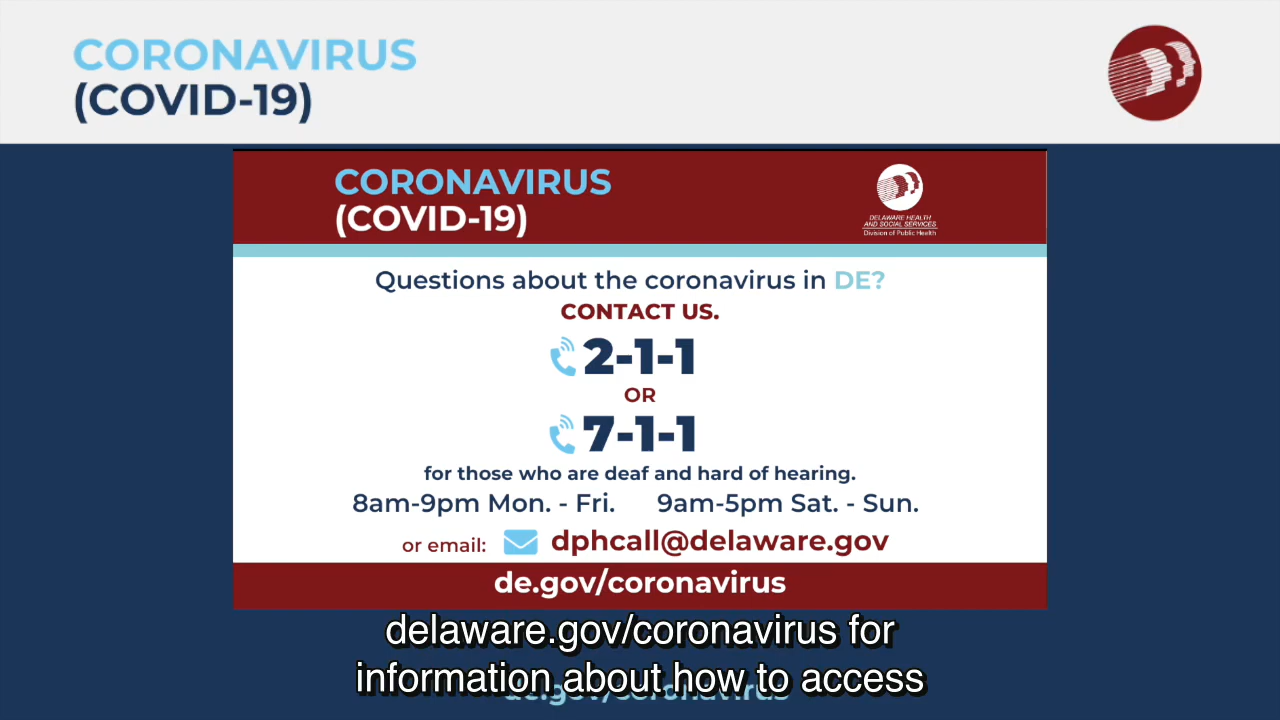 CORONAVIRUS
(COVID-19)
CORONAVIRUS
(COVID-19)
DELAWARE HEALTH
AND SOCIAL SERVICES
Division of Public Health
Questions about the coronavirus in DE?
CONTACT US.
2-1-1
OR
7-1-1
for those who are deaf and hard of hearing.
8am-9pm Mon. - Fri. 9am-5pm Sat. - Sun.
or email: dphcall@delaware.gov
de.gov/coronavirus
delaware.gov/coronavirus for
information about how to access
de.gov/coronavirus